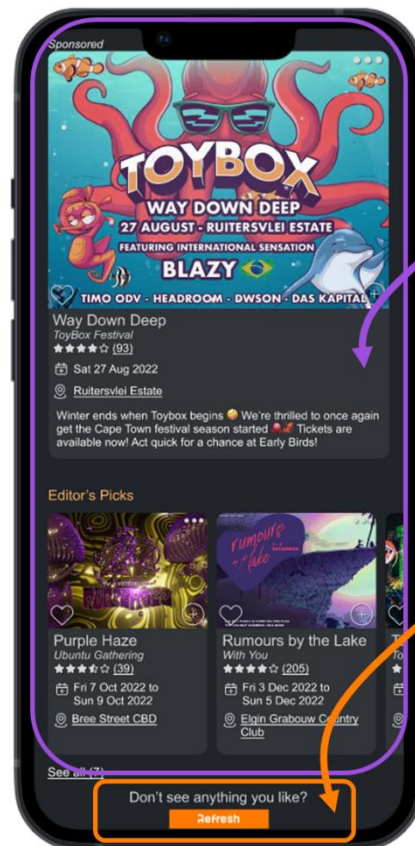 Sponsored
TOYBOX
WAY DOWN DEEP
27 AUGUST - RUITERSVLEI ESTATE
FEATURING INTERNATIONAL SENSATION
BLAZY
TIMO ODV - HEADROOM - DWSON - DAS KAPITAL
Way Down Deep
ToyBox Festival
(93)
Sat 27 Aug 2022
Ruitersvlei Estate
Winter ends when Toybox begins 😀 We're thrilled to once again
get the Cape Town festival season started Tickets are
available now! Act quick for a chance at Early Birds!
Editor's Picks
Purple Haze
Ubuntu Gathering
(39)
Fri 7 Oct 2022 to
Sun 9 Oct 2022
Bree Street CBD
rumours
by the lake
Rumours by the Lake
With You
(205)
Fri 3 Dec 2022 to
Sun 5 Dec 2022
Elgin Grabouw Country
Club
See all (7)
Don't see anything you like?
Refresh